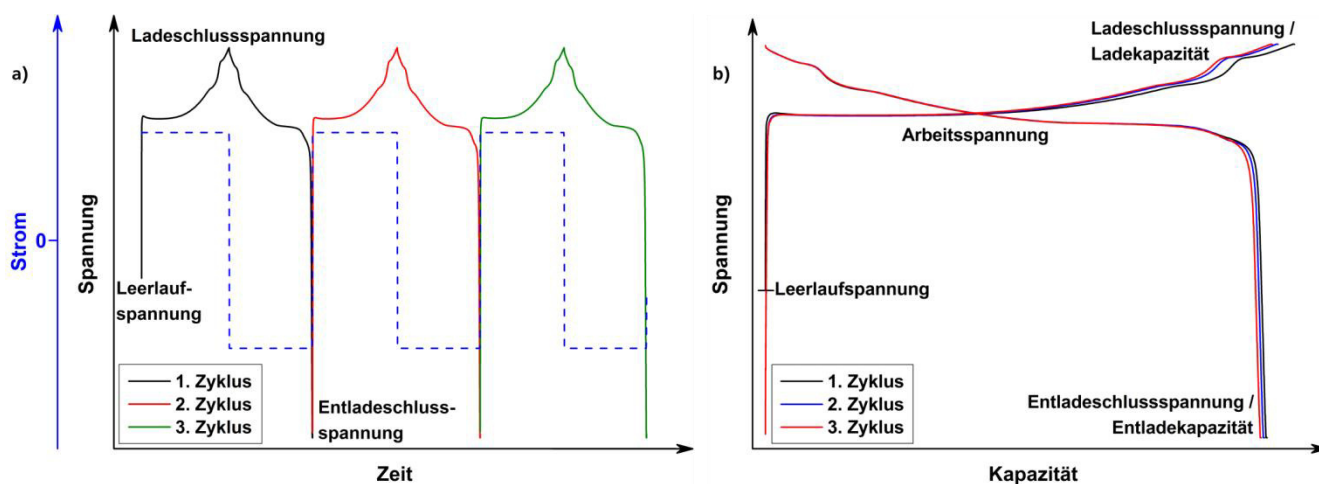 a)
Strom
0
Spannung
Ladeschlussspannung
Leerlauf-
spannung
1. Zyklus
2. Zyklus
3. Zyklus
Entladeschluss-
spannung
Zeit
b)
Spannung
Ladeschlussspannung /
Ladekapazität
Arbeitsspannung
Leerlaufspannung
1. Zyklus
2. Zyklus
3. Zyklus
Entladeschlussspannung /
Entladekapazität
Kapazität